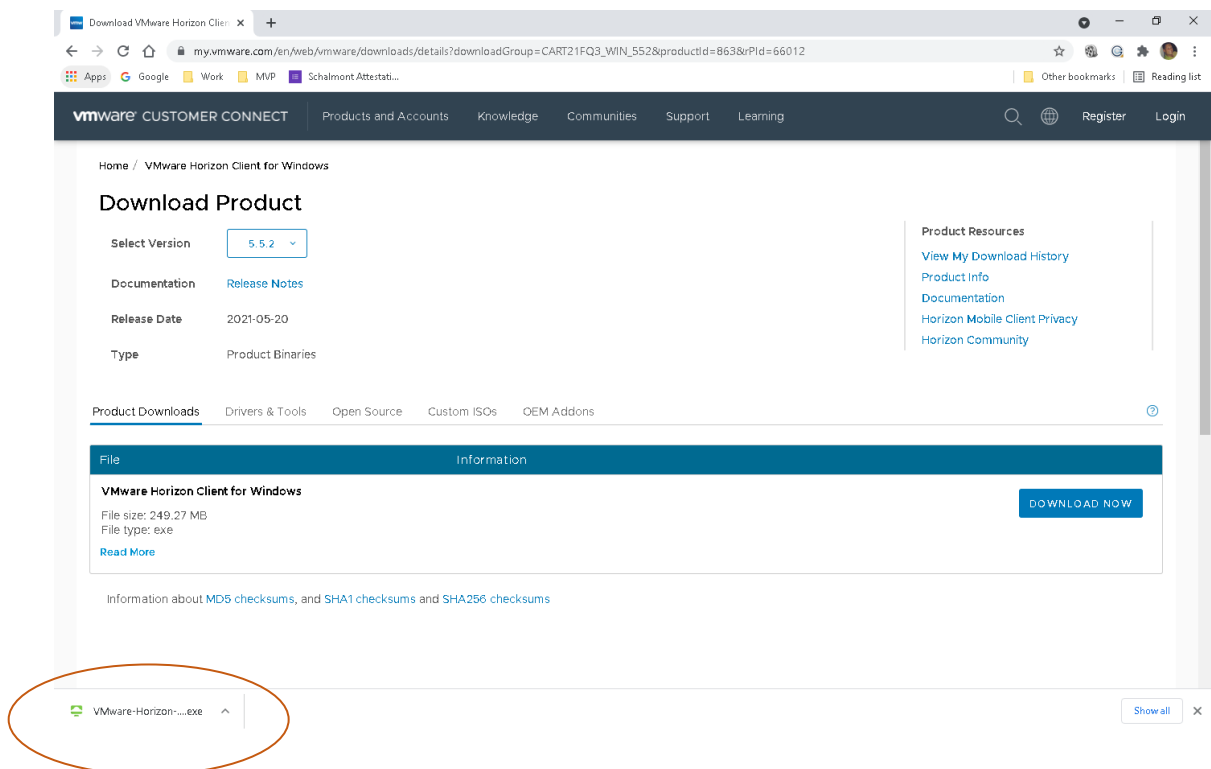 Download VMware Horizon Clien
my.vmware.com/en/web/vmware/downloads/details?downloadGroup=CART21FQ3_WIN_552&productId=863&rPId=66012
Apps Google Work MVP Schalmont Attestati... Other bookmarks Reading list
vmware CUSTOMER CONNECT Products and Accounts Knowledge Communities Support Learning Register Login
Home / VMware Horizon Client for Windows
Download Product
Select Version 5.5.2
Documentation Release Notes
Release Date 2021-05-20
Type Product Binaries
Product Resources
View My Download History
Product Info
Documentation
Horizon Mobile Client Privacy
Horizon Community
Product Downloads Drivers & Tools Open Source Custom ISOs OEM Addons
File Information
VMware Horizon Client for Windows
File size: 249.27 MB
File type: exe
Read More
DOWNLOAD NOW
Information about MD5 checksums, and SHA1 checksums and SHA256 checksums
VMware-Horizon-....exe Show all